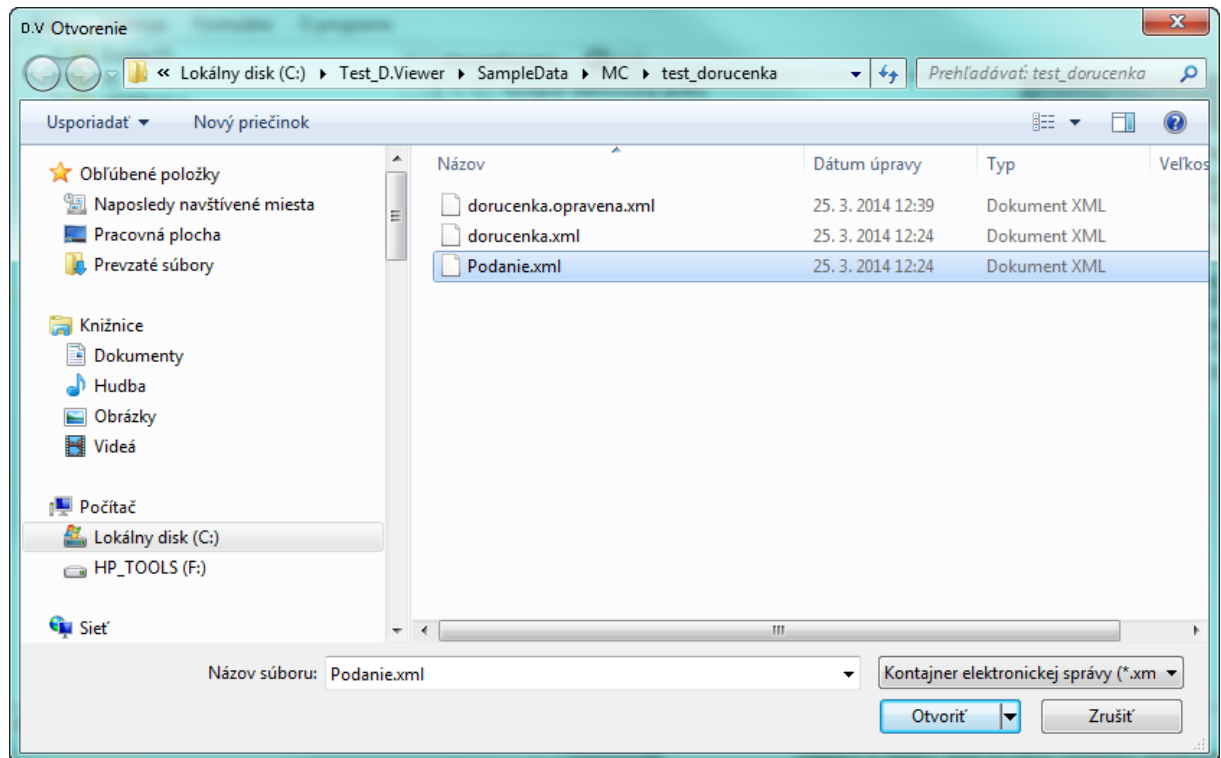 D.V Otvorenie
« Lokálny disk (C:) ▸ Test_D.Viewer ▸ SampleData ▸ MC ▸ test_dorucenka
Prehľadávať: test_dorucenka
Usporiadať Nový priečinok
Názov Dátum úpravy Typ Veľkos
Obľúbené položky
Naposledy navštívené miesta
Pracovná plocha
Prevzaté súbory
Knižnice
Dokumenty
Hudba
Obrázky
Videá
Počítač
Lokálny disk (C:)
HP_TOOLS (F:)
Sieť
dorucenka.opravena.xml 25. 3. 2014 12:39 Dokument XML
dorucenka.xml 25. 3. 2014 12:24 Dokument XML
Podanie.xml 25. 3. 2014 12:24 Dokument XML
Názov súboru: Podanie.xml
Kontajner elektronickej správy (*.xm
Otvoriť Zrušiť